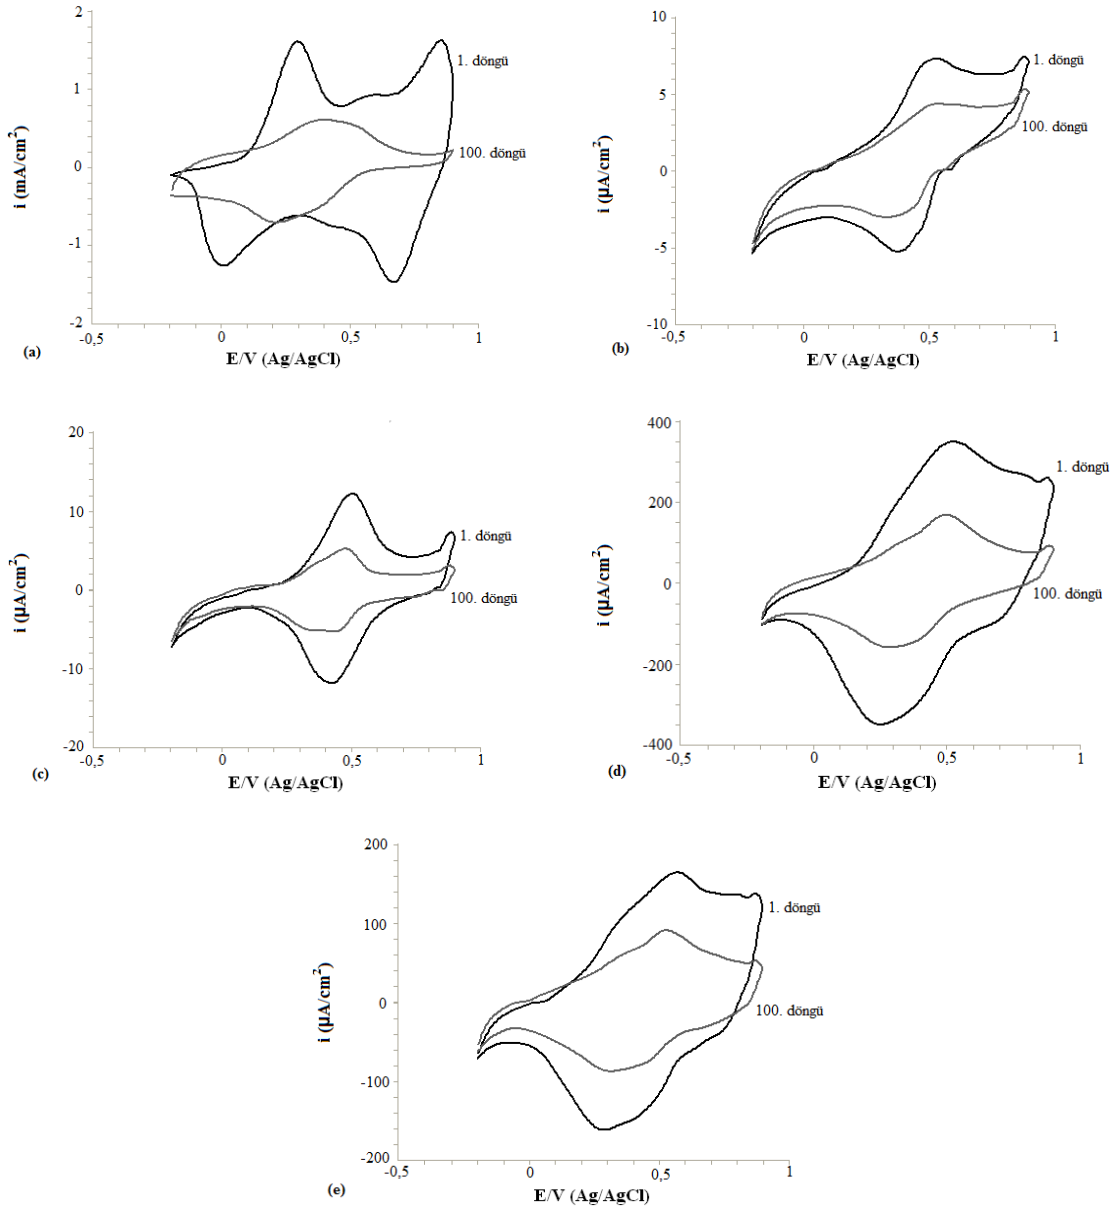 2
1
0
-1
-2
-0,5
0
0,5
1
i (mA/cm²)
E/V (Ag/AgCl)
1. döngü
100. döngü
(a)
10
5
0
-5
-10
-0,5
0
0,5
1
i (µA/cm²)
E/V (Ag/AgCl)
1. döngü
100. döngü
(b)
20
10
0
-10
-20
-0,5
0
0,5
1
i (µA/cm²)
E/V (Ag/AgCl)
1. döngü
100. döngü
(c)
400
200
0
-200
-400
-0,5
0
0,5
1
i (µA/cm²)
E/V (Ag/AgCl)
1. döngü
100. döngü
(d)
200
100
0
-100
-200
-0,5
0
0,5
1
i (µA/cm²)
E/V (Ag/AgCl)
1. döngü
100. döngü
(e)